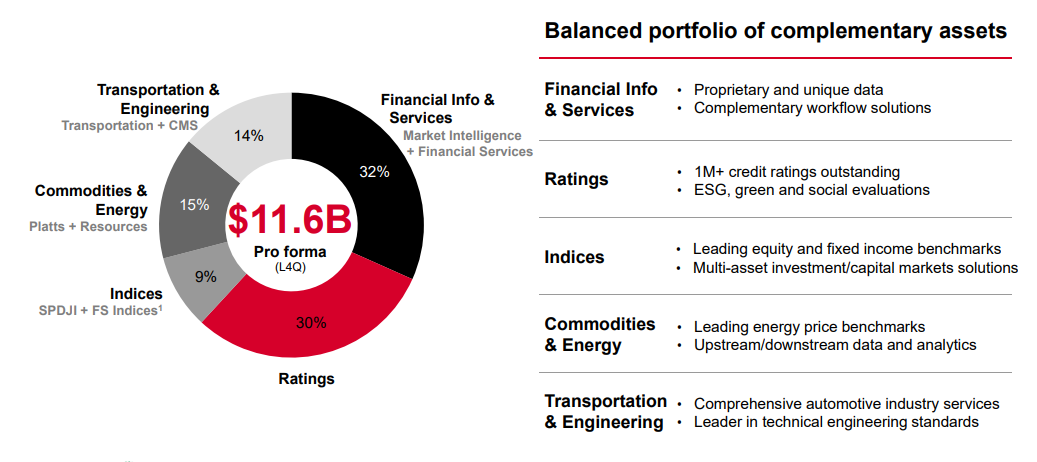 Balanced portfolio of complementary assets
Transportation &
Engineering
Transportation + CMS
14%
Financial Info &
Services
Market Intelligence
+ Financial Services
32%
Commodities &
Energy
Platts + Resources
15%
$11.6B
Pro forma
(L4Q)
Indices
SPDJI + FS Indices¹
9%
30%
Ratings
Financial Info
& Services
• Proprietary and unique data
• Complementary workflow solutions
Ratings
• 1M+ credit ratings outstanding
• ESG, green and social evaluations
Indices
• Leading equity and fixed income benchmarks
• Multi-asset investment/capital markets solutions
Commodities
& Energy
• Leading energy price benchmarks
• Upstream/downstream data and analytics
Transportation
& Engineering
• Comprehensive automotive industry services
• Leader in technical engineering standards